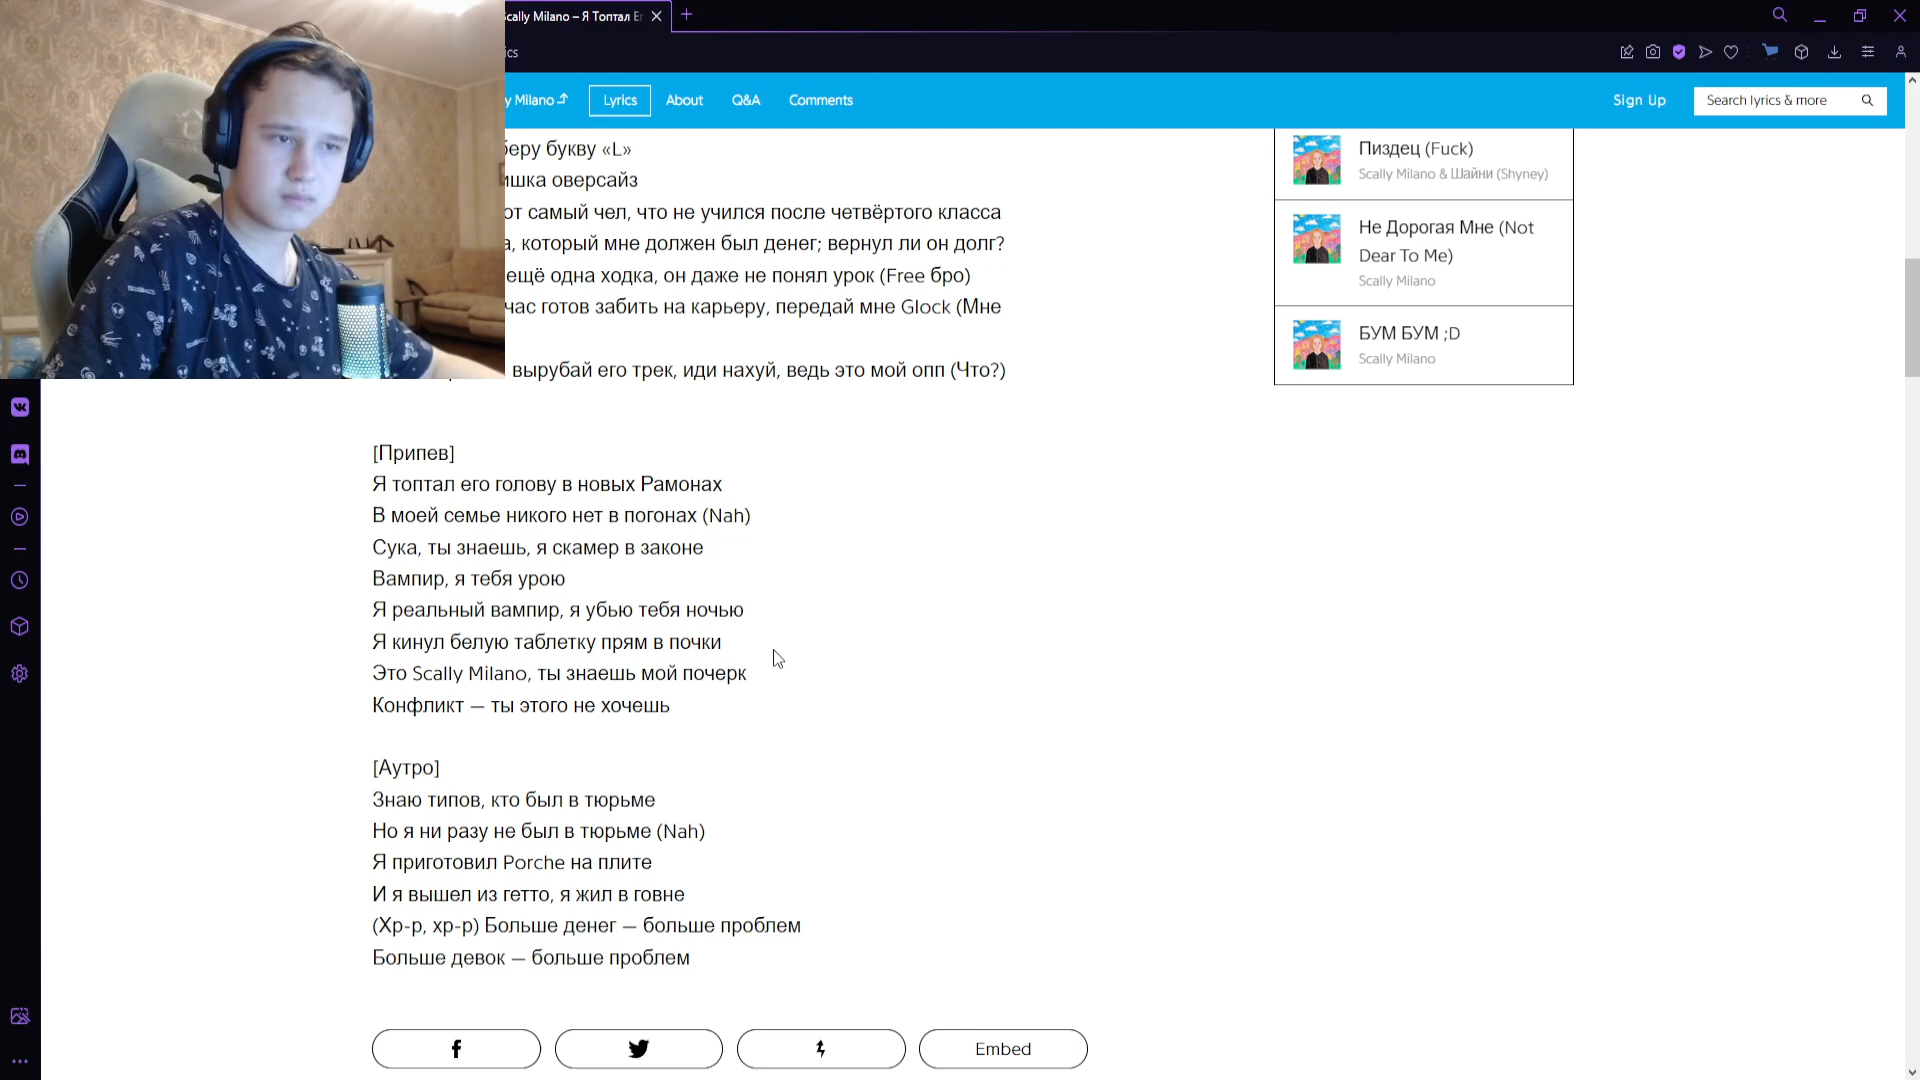 Scally Milano – Я Топтал Ег
ics
y Milano
Lyrics
About
Q&A
Comments
Sign Up
Search lyrics & more
беру букву «L»
ишка оверсайз
от самый чел, что не учился после четвёртого класса
а, который мне должен был денег; вернул ли он долг?
ещё одна ходка, он даже не понял урок (Free бро)
час готов забить на карьеру, передай мне Glock (Мне
вырубай его трек, иди нахуй, ведь это мой опп (Что?)
[Припев]
Я топтал его голову в новых Рамонах
В моей семье никого нет в погонах (Nah)
Сука, ты знаешь, я скамер в законе
Вампир, я тебя урою
Я реальный вампир, я убью тебя ночью
Я кинул белую таблетку прям в почки
Это Scally Milano, ты знаешь мой почерк
Конфликт — ты этого не хочешь
[Аутро]
Знаю типов, кто был в тюрьме
Но я ни разу не был в тюрьме (Nah)
Я приготовил Porche на плите
И я вышел из гетто, я жил в говне
(Хр-р, хр-р) Больше денег — больше проблем
Больше девок — больше проблем
Embed
Пиздец (Fuck)
Scally Milano & Шайни (Shyney)
Не Дорогая Мне (Not
Dear To Me)
Scally Milano
БУМ БУМ ;D
Scally Milano